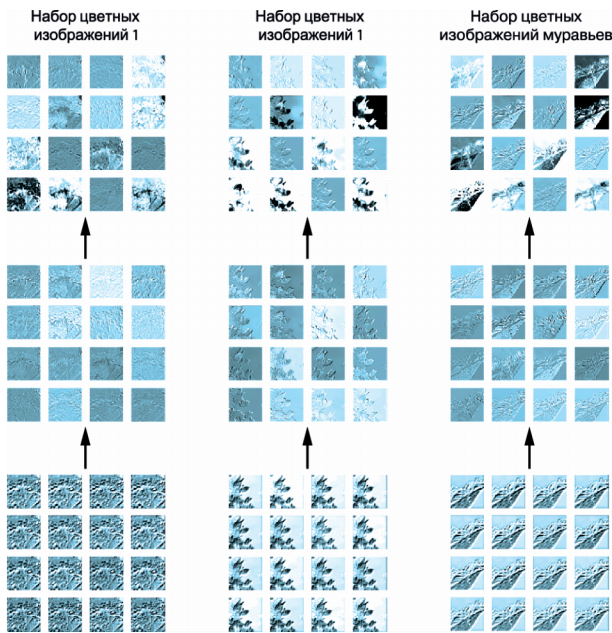 Набор цветных
изображений 1
Набор цветных
изображений 1
Набор цветных
изображений муравьев